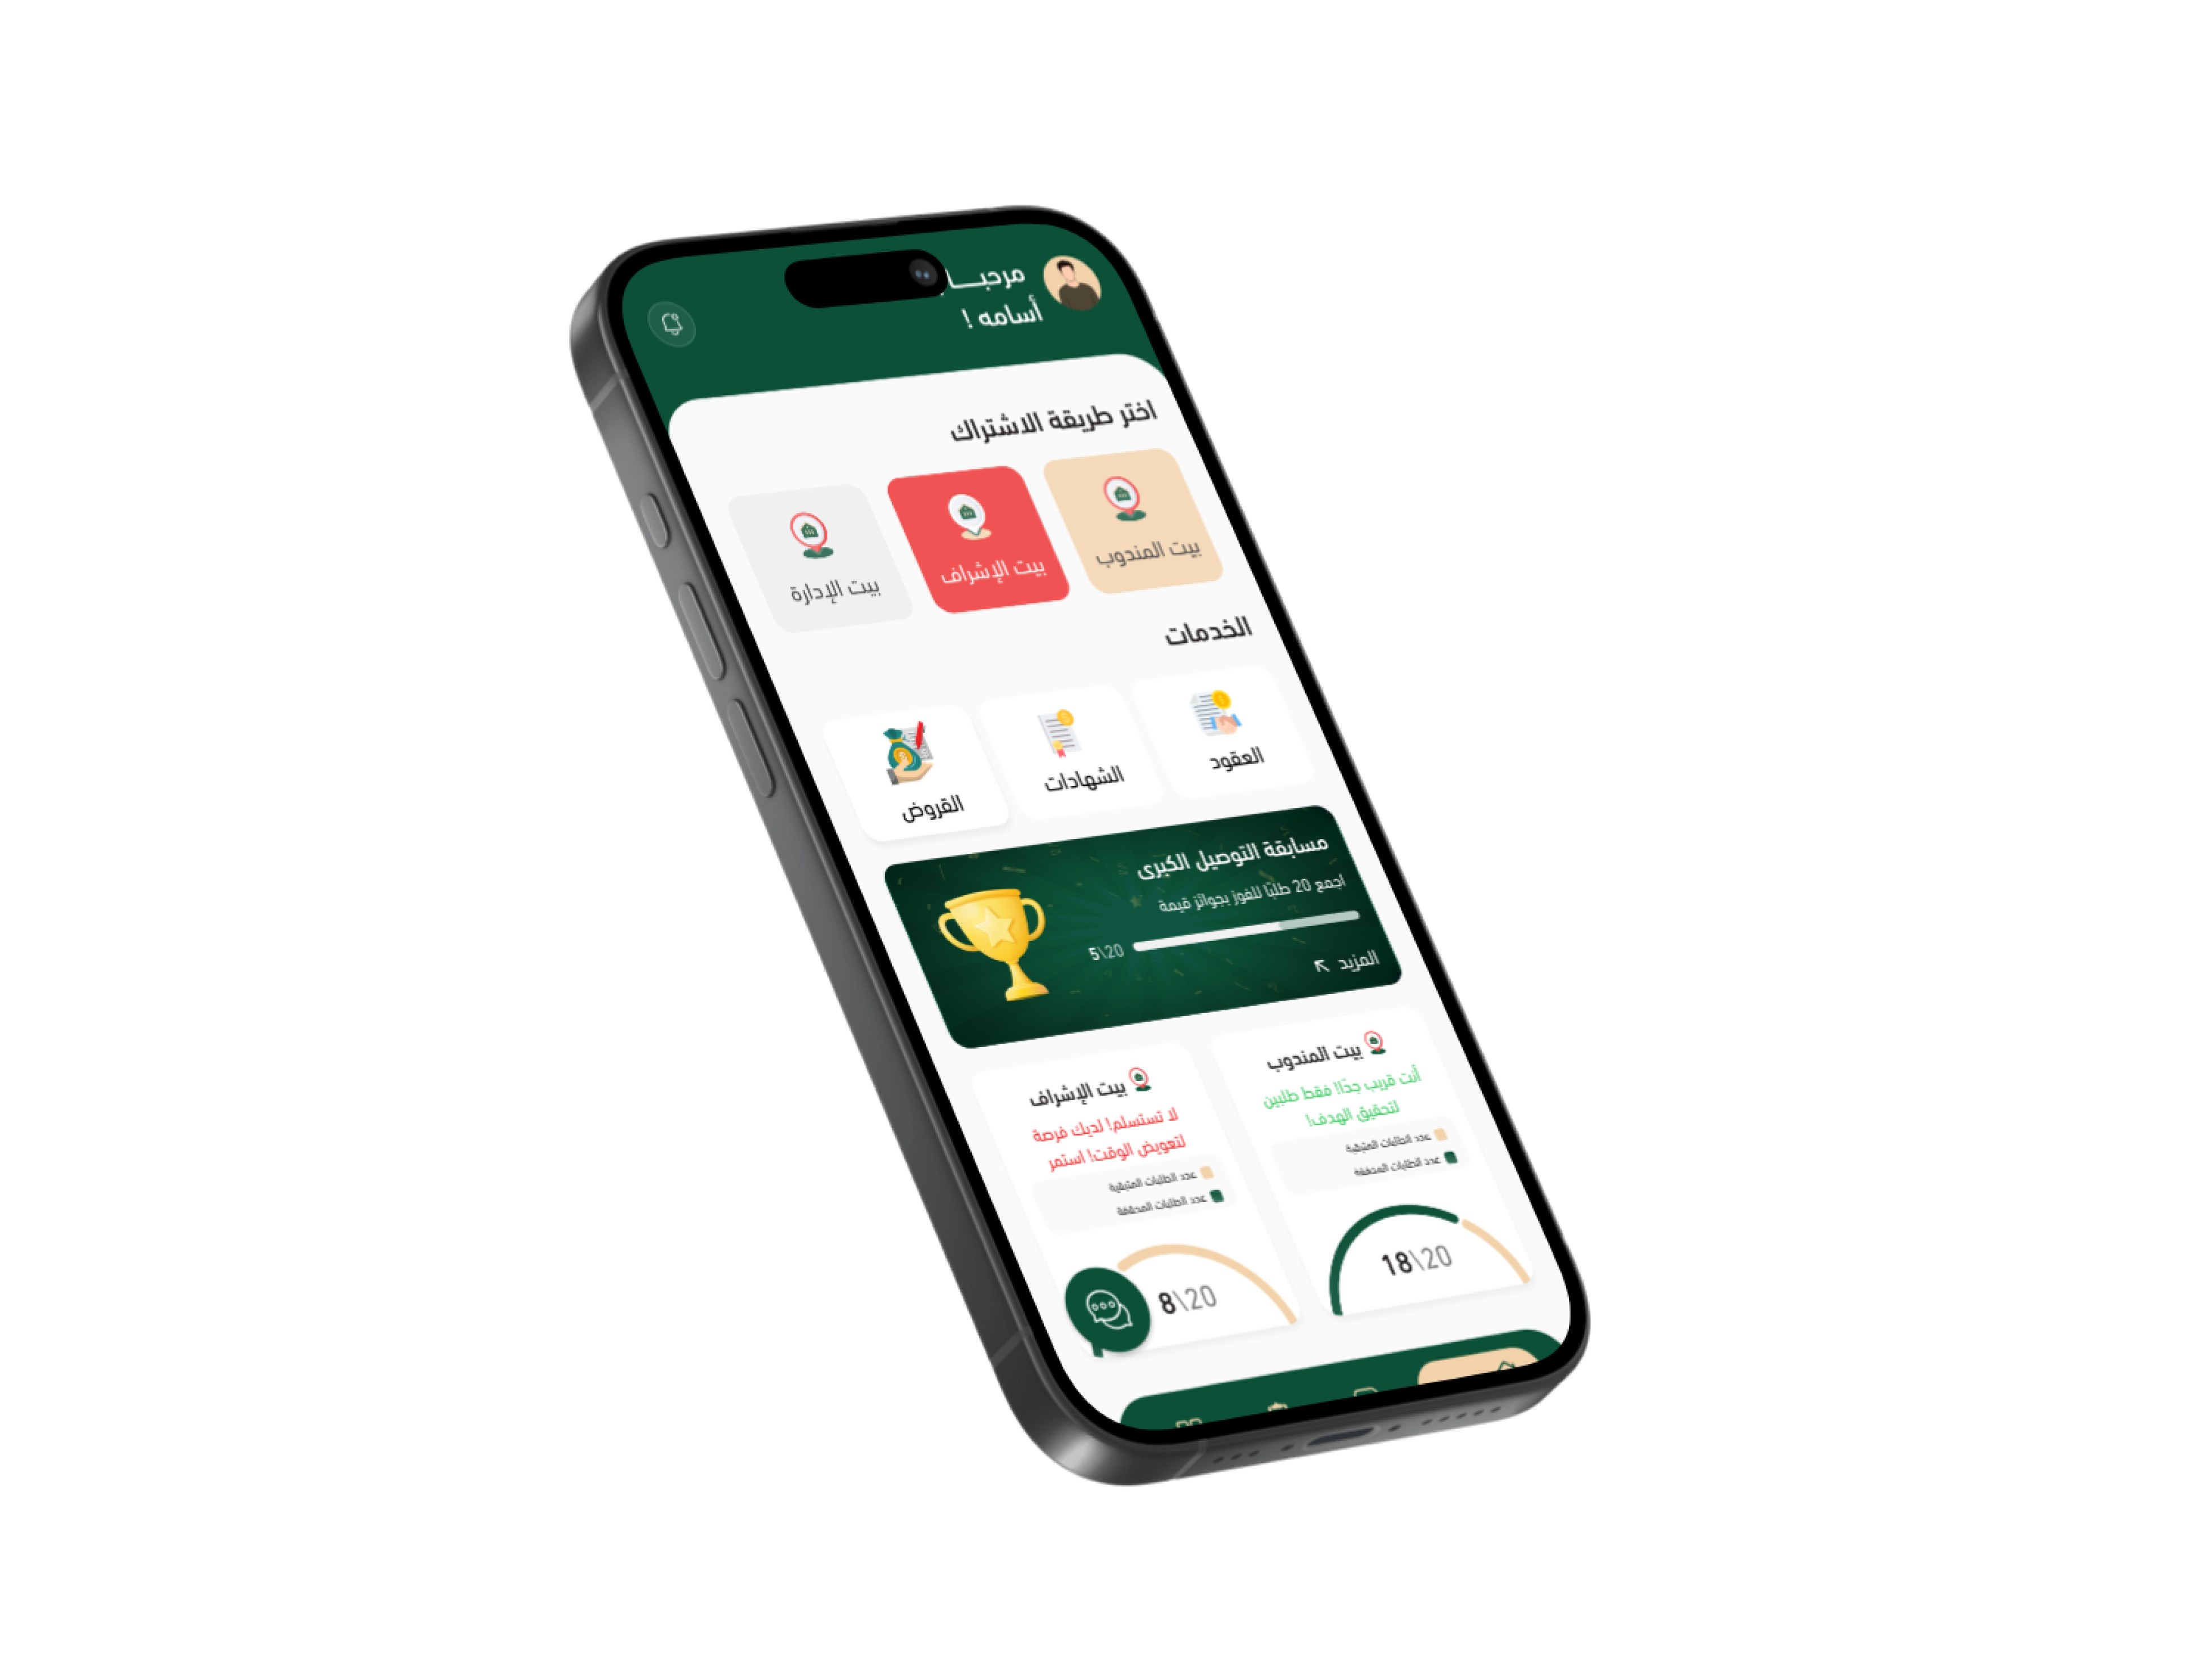 مرحبـــا
أسامه !
اختر طريقة الاشتراك
بيت المندوب
بيت الإشراف
بيت الإدارة
الخدمات
العقود
الشهادات
القروض
مسابقة التوصيل الكبرى
اجمع 20 طلبًا للفوز بجوائز قيمة
5\20
المزيد
بيت المندوب
أنت قريب جدًا! فقط طلبين
لتحقيق الهدف!
عدد الطلبات المتبقية
عدد الطلبات المحققة
18\20
بيت الإشراف
لا تستسلم! لديك فرصة
لتعويض الوقت! استمر
عدد الطلبات المتبقية
عدد الطلبات المحققة
8\20